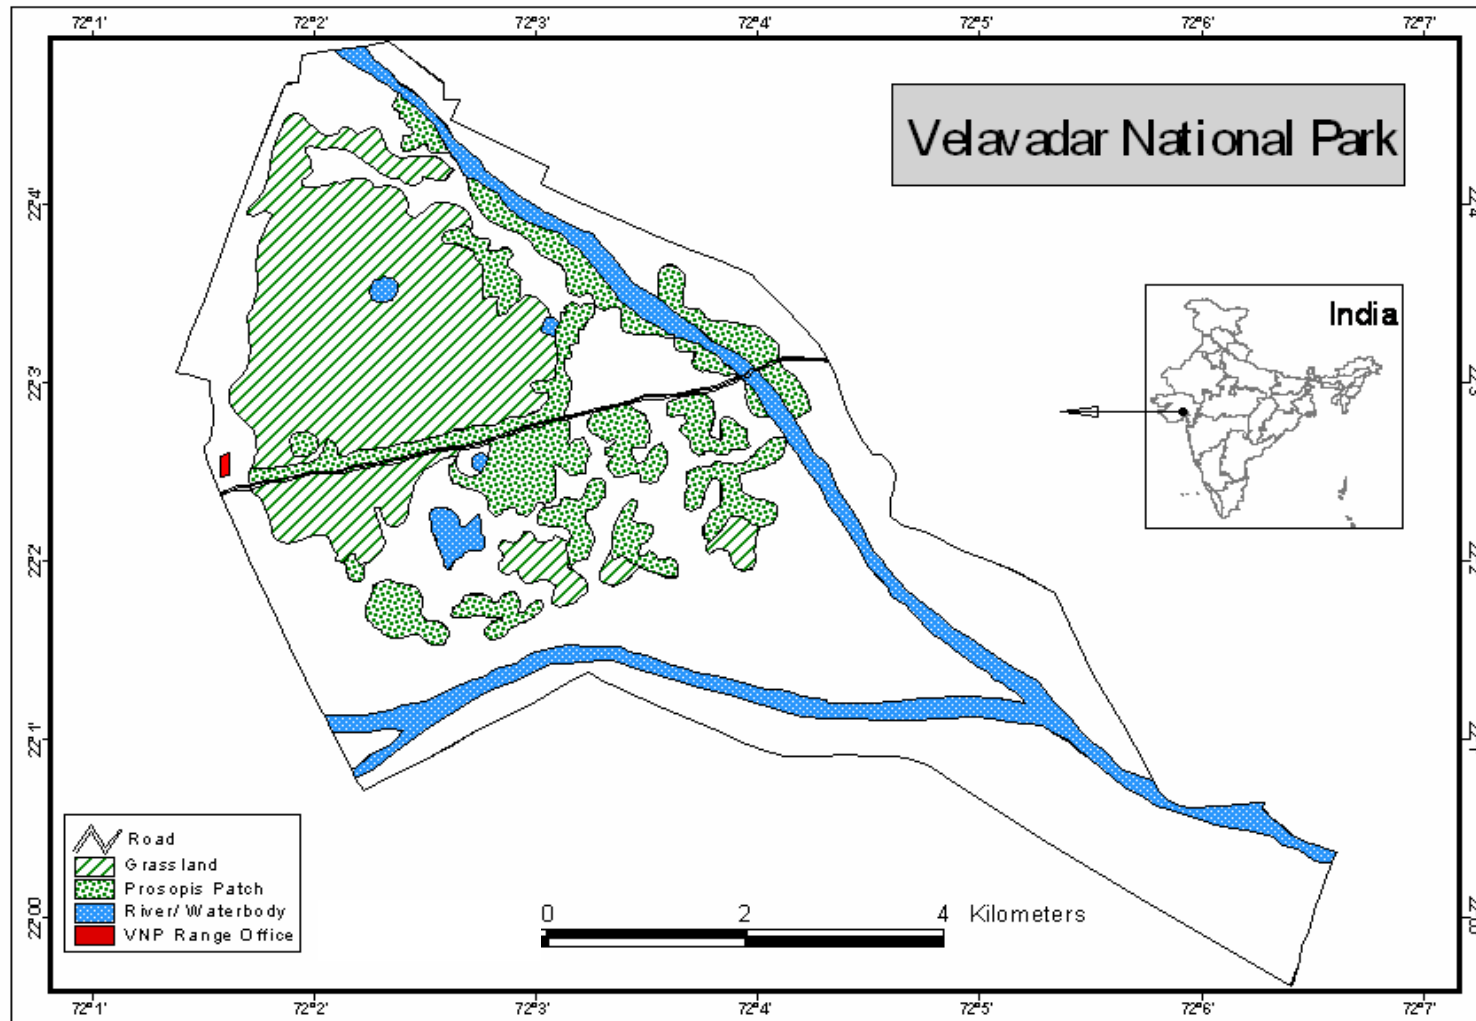 72°1' 72°2' 72°3' 72°4' 72°5' 72°6' 72°7'
Velavadar National Park
22°4'
India
22°3'
22°2'
22°1'
22°00'
Road
Grassland
Prosopis Patch
River/ Waterbody
VNP Range Office
0 2 4 Kilometers
72°1' 72°2' 72°3' 72°4' 72°5' 72°6' 72°7'